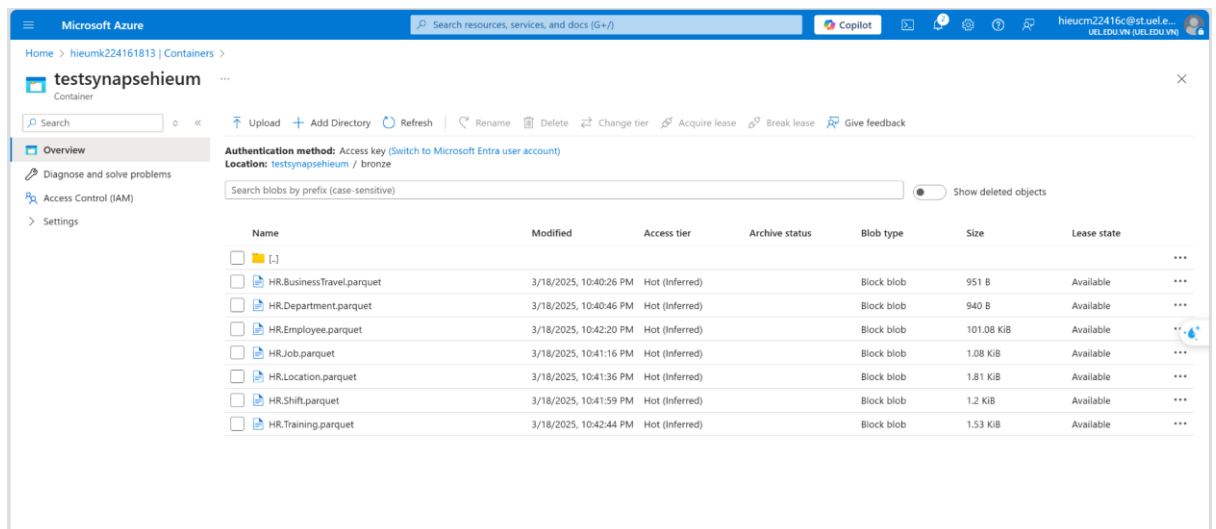 Microsoft Azure
Search resources, services, and docs (G+/)
Copilot
2
hieucm22416c@st.uel.e...
UEL.EDU.VN (UEL.EDU.VN)
Home > hieumk224161813 | Containers >
testsynapsehieum ...
Container
Search
Upload Add Directory Refresh Rename Delete Change tier Acquire lease Break lease Give feedback
Overview
Diagnose and solve problems
Access Control (IAM)
Settings
Authentication method: Access key (Switch to Microsoft Entra user account)
Location: testsynapsehieum / bronze
Search blobs by prefix (case-sensitive)
Show deleted objects
Name Modified Access tier Archive status Blob type Size Lease state
[..]
HR.BusinessTravel.parquet 3/18/2025, 10:40:26 PM Hot (Inferred) Block blob 951 B Available
HR.Department.parquet 3/18/2025, 10:40:46 PM Hot (Inferred) Block blob 940 B Available
HR.Employee.parquet 3/18/2025, 10:42:20 PM Hot (Inferred) Block blob 101.08 KiB Available
HR.Job.parquet 3/18/2025, 10:41:16 PM Hot (Inferred) Block blob 1.08 KiB Available
HR.Location.parquet 3/18/2025, 10:41:36 PM Hot (Inferred) Block blob 1.81 KiB Available
HR.Shift.parquet 3/18/2025, 10:41:59 PM Hot (Inferred) Block blob 1.2 KiB Available
HR.Training.parquet 3/18/2025, 10:42:44 PM Hot (Inferred) Block blob 1.53 KiB Available